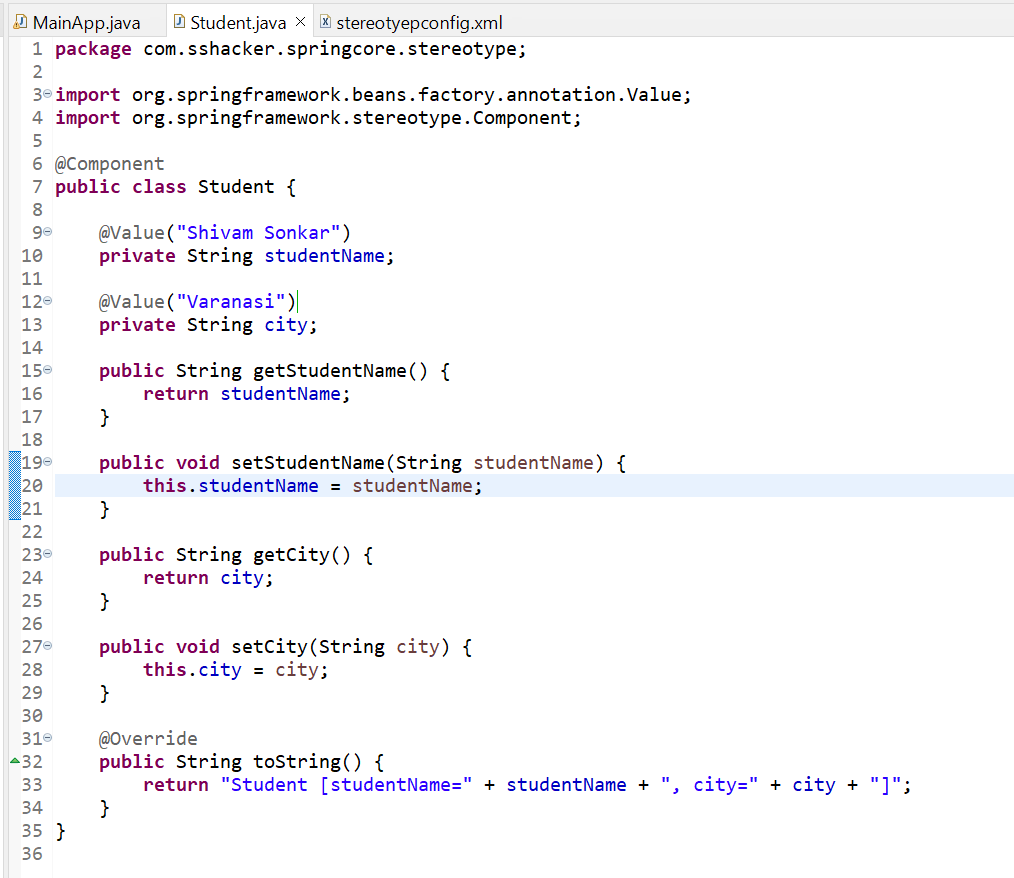 MainApp.java Student.java stereotyepconfig.xml
1 package com.sshacker.springcore.stereotype;
2
3 import org.springframework.beans.factory.annotation.Value;
4 import org.springframework.stereotype.Component;
5
6 @Component
7 public class Student {
8
9     @Value("Shivam Sonkar")
10     private String studentName;
11
12     @Value("Varanasi")
13     private String city;
14
15     public String getStudentName() {
16         return studentName;
17     }
18
19     public void setStudentName(String studentName) {
20         this.studentName = studentName;
21     }
22
23     public String getCity() {
24         return city;
25     }
26
27     public void setCity(String city) {
28         this.city = city;
29     }
30
31     @Override
32     public String toString() {
33         return "Student [studentName=" + studentName + ", city=" + city + "]";
34     }
35 }
36